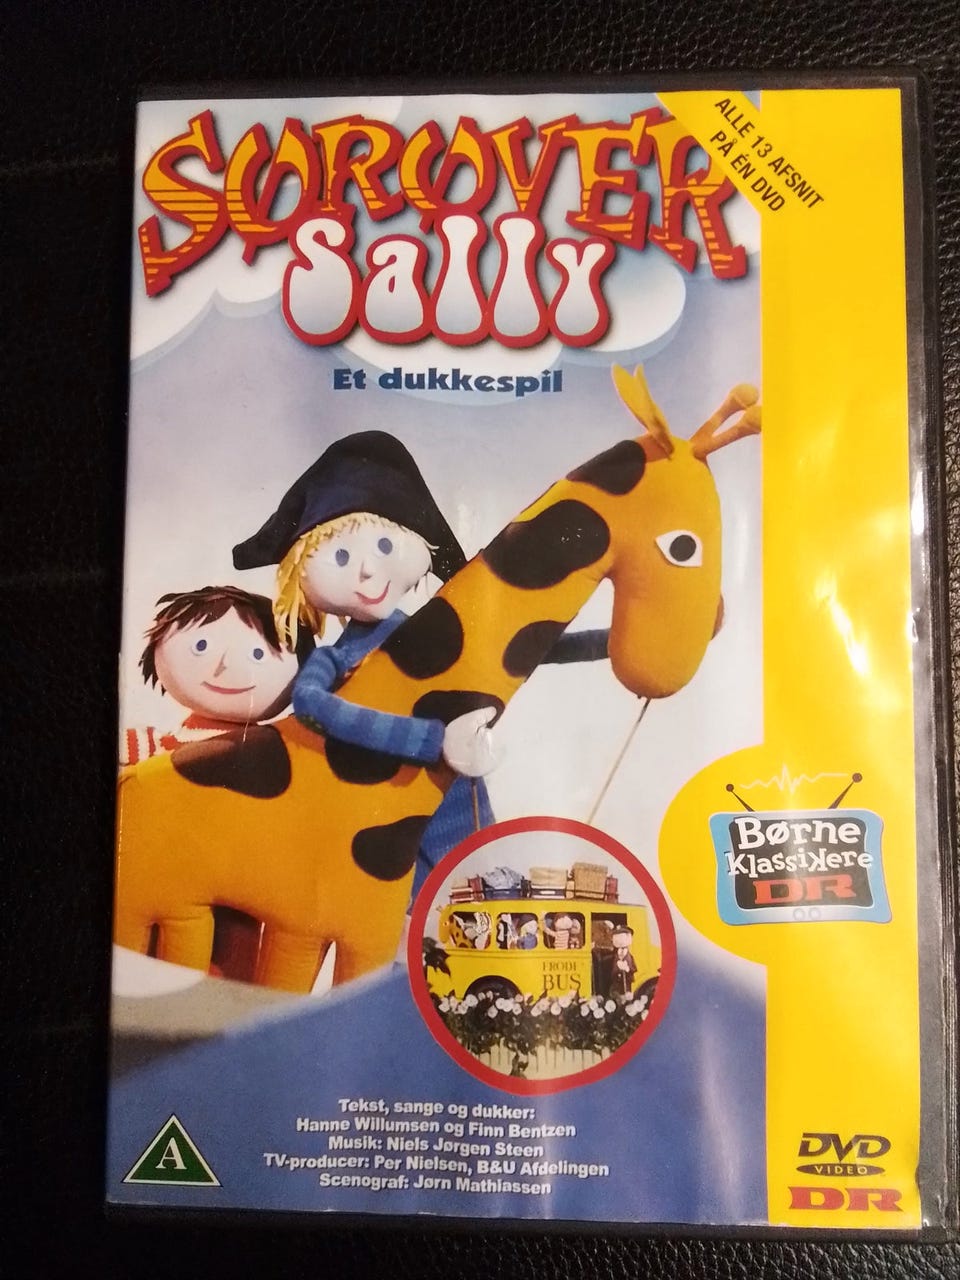 SØRØVER
Sally
Et dukkespil
ALLE 13 AFSNIT
PÅ ÉN DVD
Børne
Klassikere
DR
FRODE
BUS
Tekst, sange og dukker:
Hanne Willumsen og Finn Bentzen
Musik: Niels Jørgen Steen
TV-producer: Per Nielsen, B&U Afdelingen
Scenograf: Jørn Mathiassen
A
DVD
VIDEO
DR